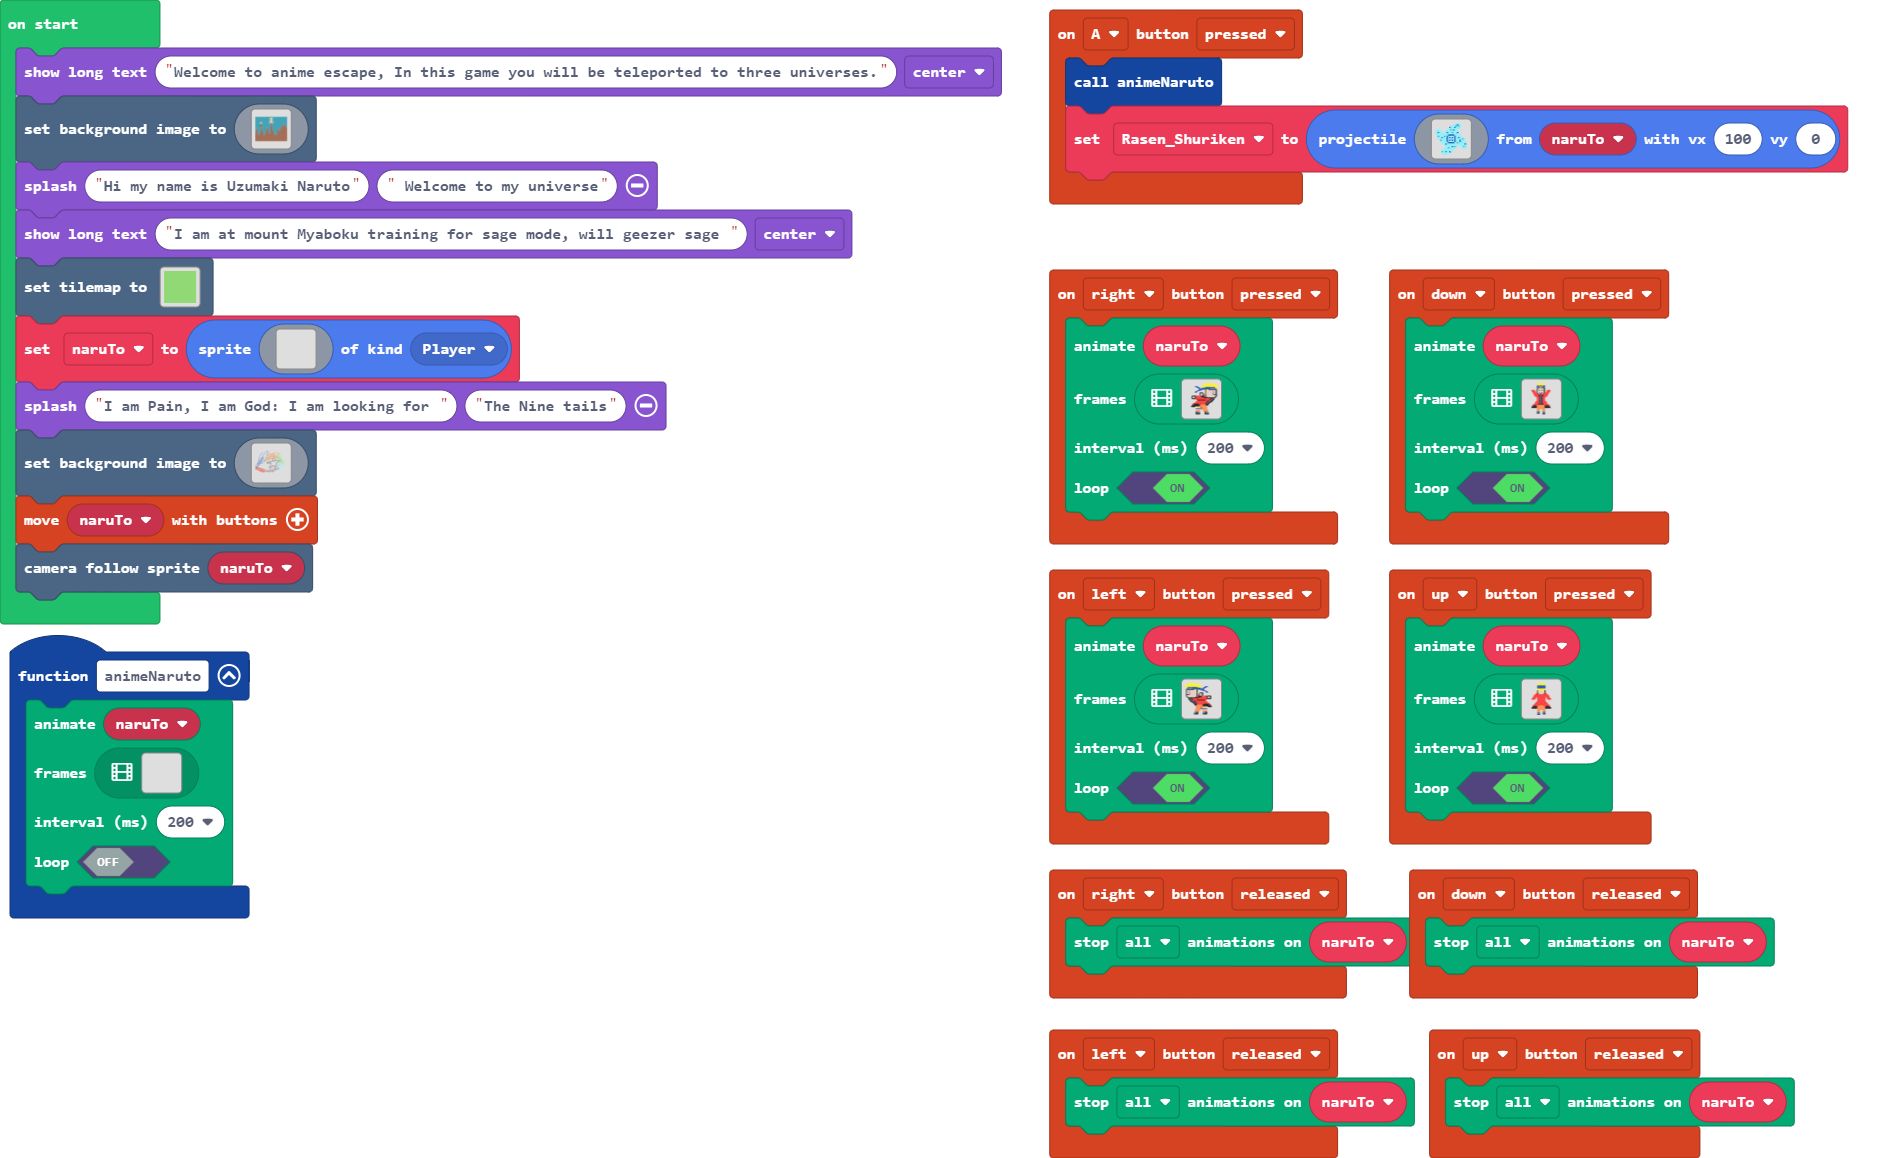 on start
show long text "Welcome to anime escape, In this game you will be teleported to three universes." center
set background image to
splash "Hi my name is Uzumaki Naruto" " Welcome to my universe"
show long text "I am at mount Myaboku training for sage mode, will geezer sage " center
set tilemap to
set naruTo to sprite of kind Player
splash "I am Pain, I am God: I am looking for " "The Nine tails"
set background image to
move naruTo with buttons
camera follow sprite naruTo
function animeNaruto
animate naruTo
frames
interval (ms) 200
loop OFF
on A button pressed
call animeNaruto
set Rasen_Shuriken to projectile from naruTo with vx 100 vy 0
on right button pressed
animate naruTo
frames
interval (ms) 200
loop ON
on down button pressed
animate naruTo
frames
interval (ms) 200
loop ON
on left button pressed
animate naruTo
frames
interval (ms) 200
loop ON
on up button pressed
animate naruTo
frames
interval (ms) 200
loop ON
on right button released
stop all animations on naruTo
on down button released
stop all animations on naruTo
on left button released
stop all animations on naruTo
on up button released
stop all animations on naruTo